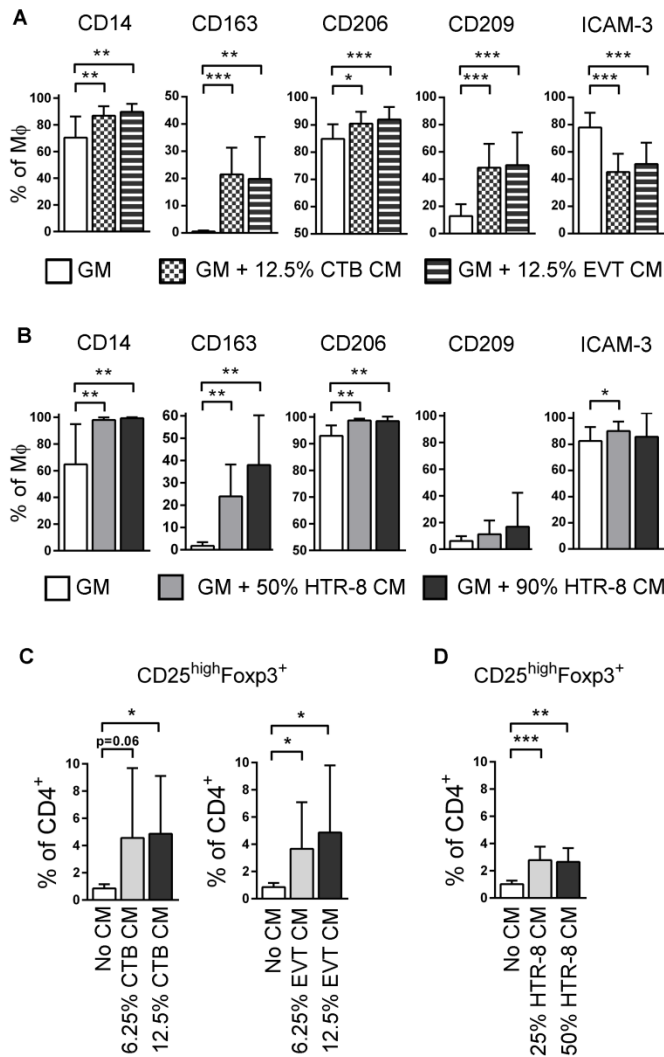 A
CD14 CD163 CD206 CD209 ICAM-3
** ** *** *** ***
** *** * *** ***
% of Mϕ
100 50 100 100 100
80 40 90 80 80
60 30 80 60 60
40 20 70 40 40
20 10 60 20 20
0 0 50 0 0
GM GM + 12.5% CTB CM GM + 12.5% EVT CM
B
CD14 CD163 CD206 CD209 ICAM-3
** ** **
** ** ** *
% of Mϕ
100 60 100 100 100
80 50 90 80 80
60 40 80 60 60
40 30 70 40 40
20 20 60 20 20
0 10 50 0 0
0
GM GM + 50% HTR-8 CM GM + 90% HTR-8 CM
C
CD25highFoxp3+
*
p=0.06
% of CD4+
10
8
6
4
2
0
No CM
6.25% CTB CM
12.5% CTB CM
*
*
% of CD4+
10
8
6
4
2
0
No CM
6.25% EVT CM
12.5% EVT CM
D
CD25highFoxp3+
**
***
% of CD4+
10
8
6
4
2
0
No CM
25% HTR-8 CM
50% HTR-8 CM